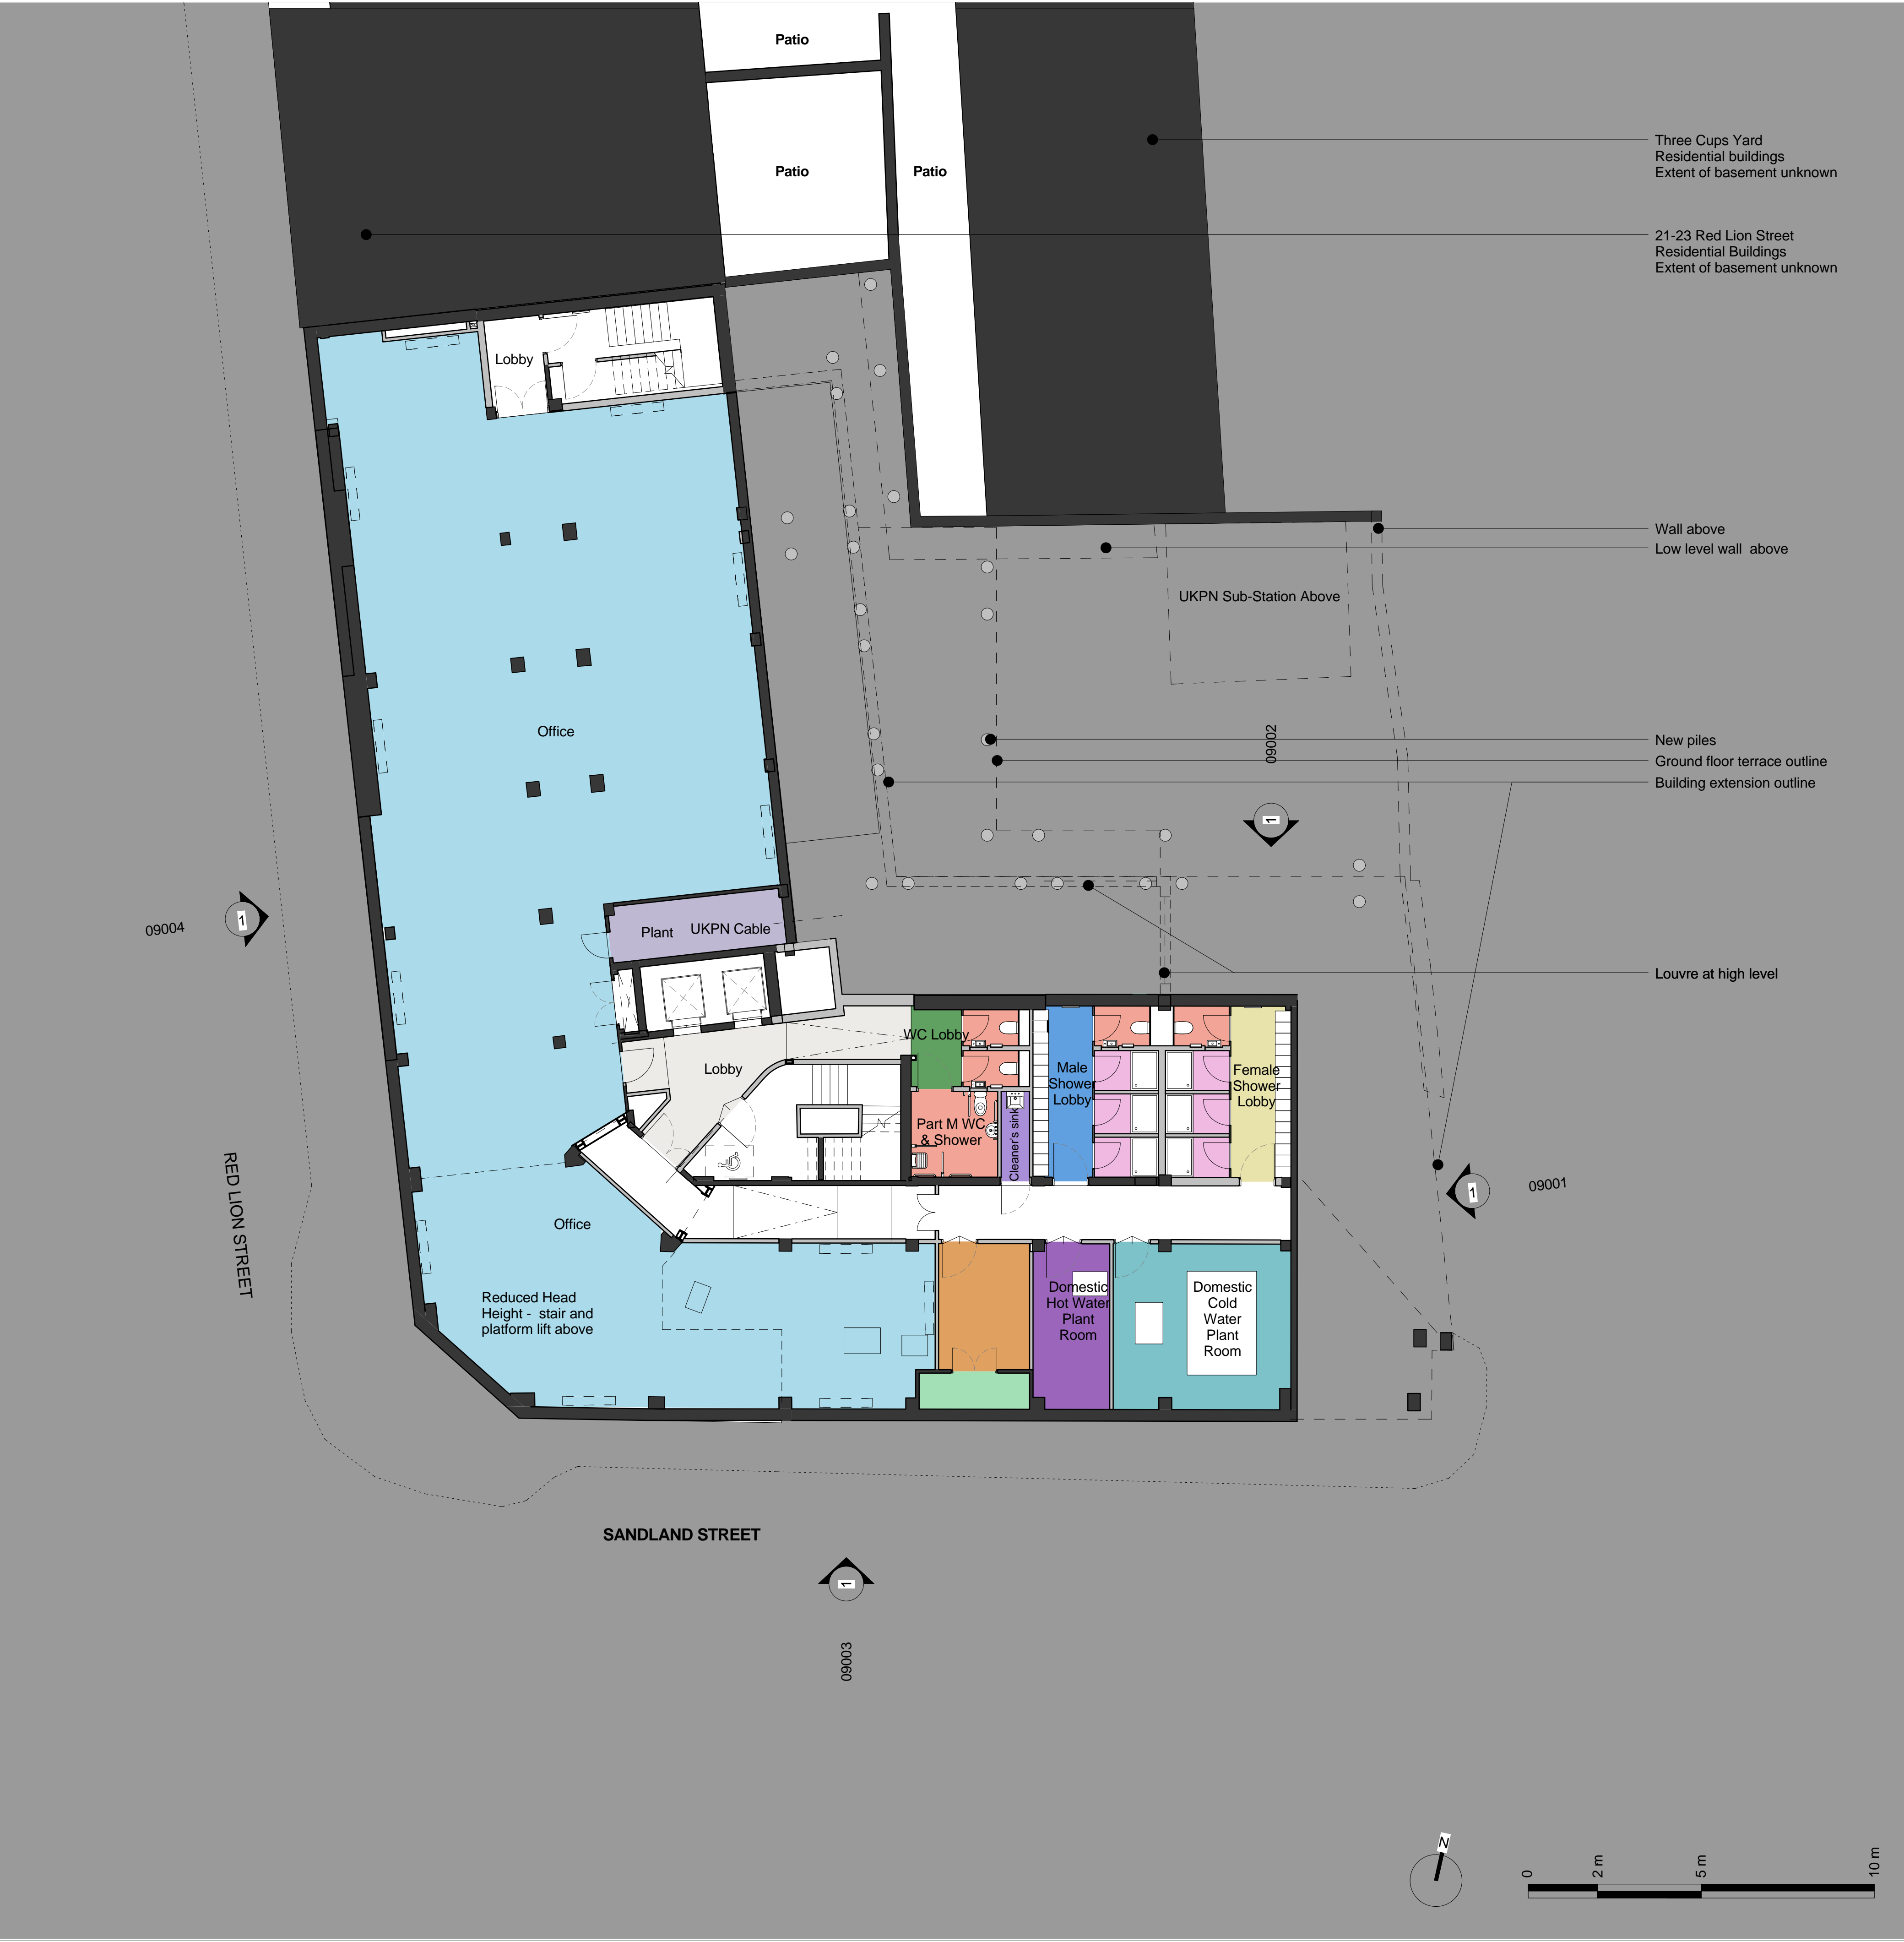 Patio
Patio
Patio
Three Cups Yard
Residential buildings
Extent of basement unknown
21-23 Red Lion Street
Residential Buildings
Extent of basement unknown
Lobby
Wall above
Low level wall above
UKPN Sub-Station Above
Office
09002
New piles
Ground floor terrace outline
Building extension outline
1
09004
1
Plant
UKPN Cable
Louvre at high level
WC Lobby
Lobby
Male
Shower
Lobby
Female
Shower
Lobby
Part M WC
& Shower
Cleaner's sink
RED LION STREET
1
09001
Office
Reduced Head
Height - stair and
platform lift above
Domestic
Hot Water
Plant
Room
Domestic
Cold
Water
Plant
Room
SANDLAND STREET
1
09003
N
0
2 m
5 m
10 m